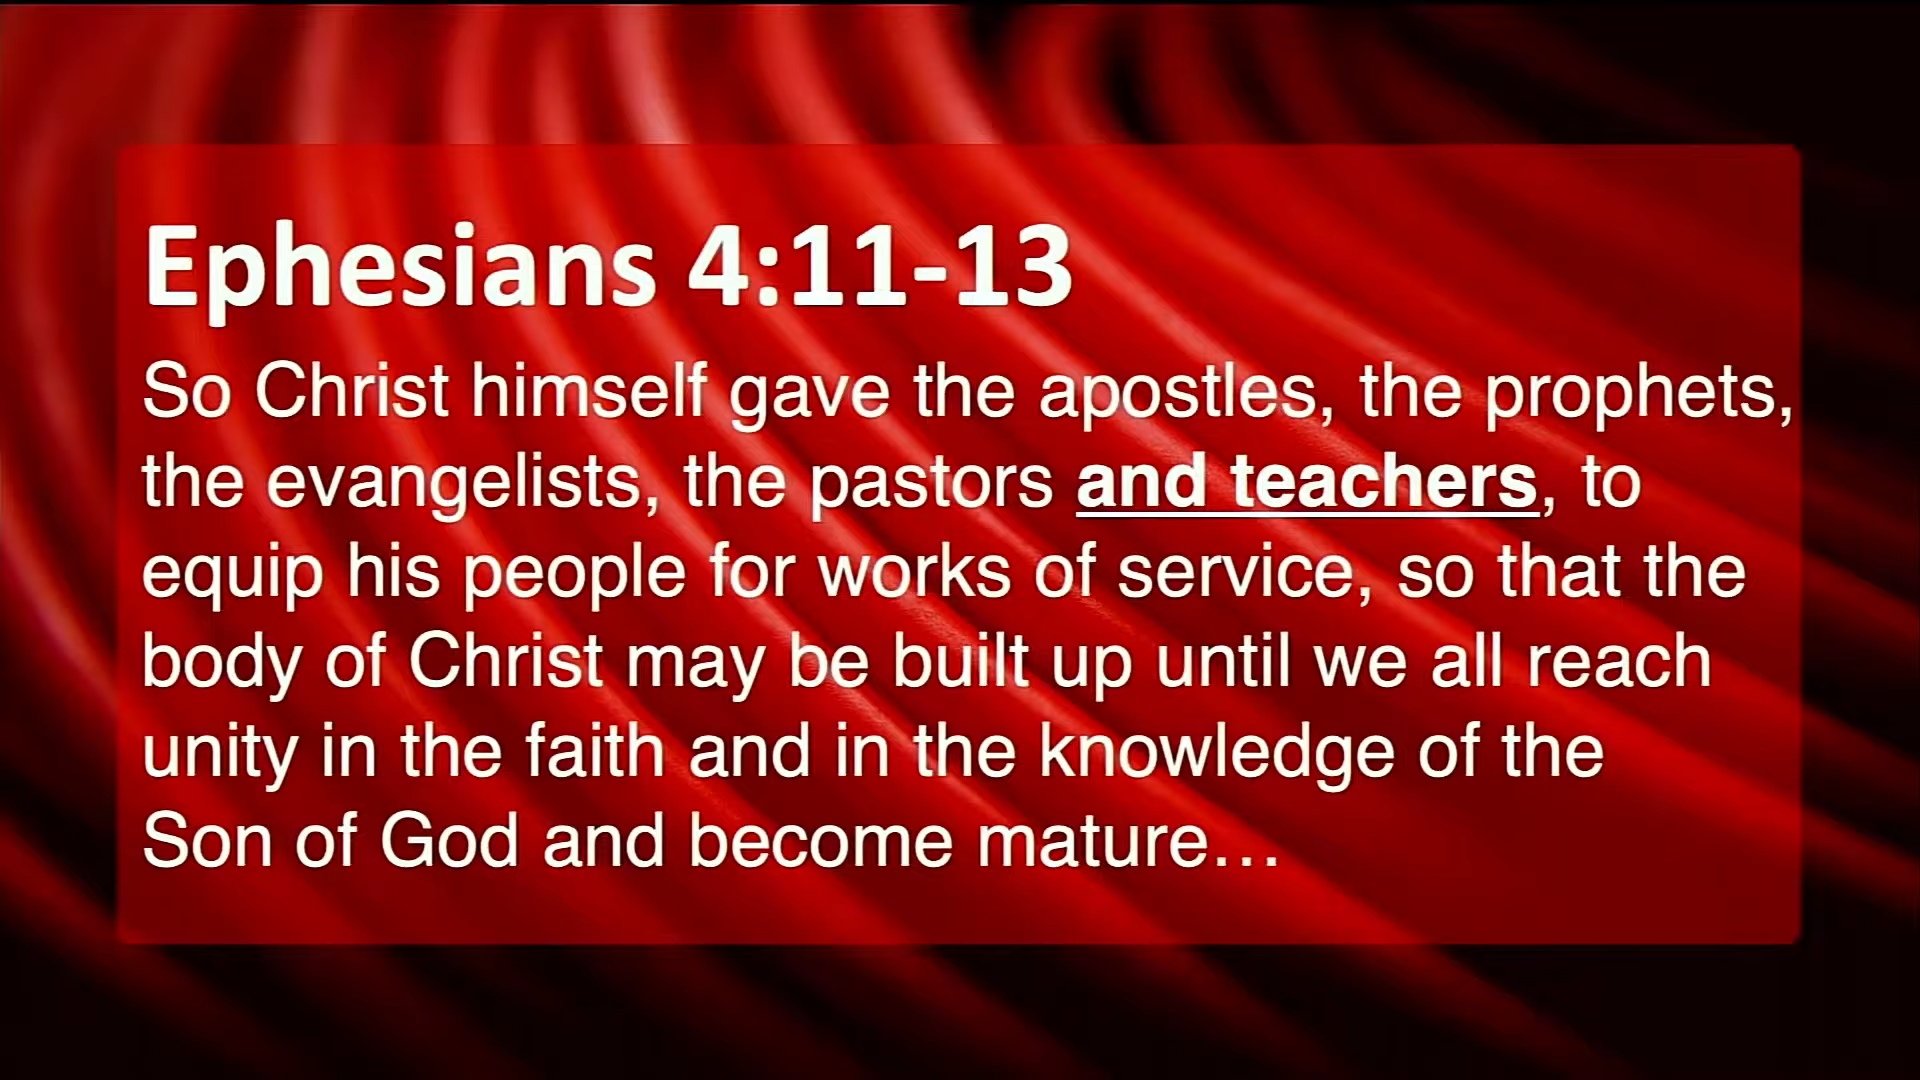 Ephesians 4:11-13
So Christ himself gave the apostles, the prophets,
the evangelists, the pastors and teachers, to
equip his people for works of service, so that the
body of Christ may be built up until we all reach
unity in the faith and in the knowledge of the
Son of God and become mature…